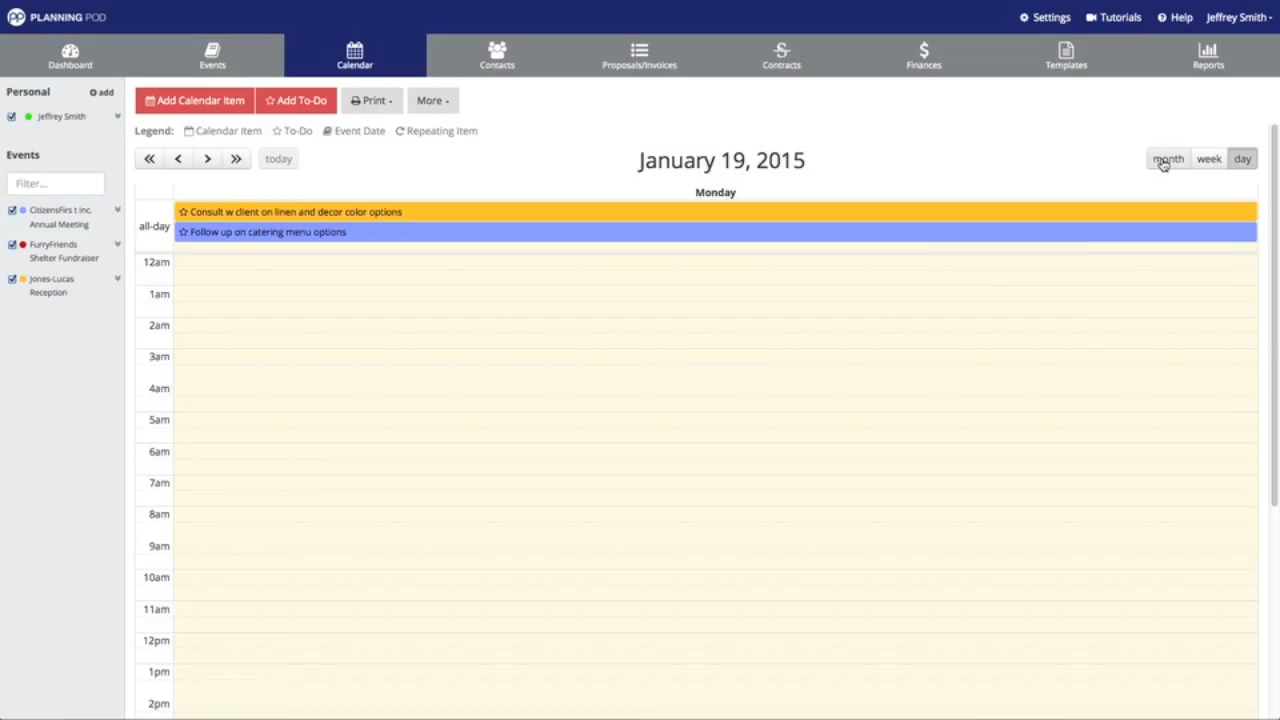 PLANNING POD
Settings Tutorials Help Jeffrey Smith
Dashboard Events Calendar Contacts Proposals/Invoices Contracts Finances Templates Reports
Personal add
Jeffrey Smith
Events
Filter...
CitizensFirs t Inc.
Annual Meeting
FurryFriends
Shelter Fundraiser
Jones-Lucas
Reception
Add Calendar Item Add To-Do Print More
Legend: Calendar Item To-Do Event Date Repeating Item
today January 19, 2015 month week day
Monday
all-day
Consult w client on linen and decor color options
Follow up on catering menu options
12am
1am
2am
3am
4am
5am
6am
7am
8am
9am
10am
11am
12pm
1pm
2pm